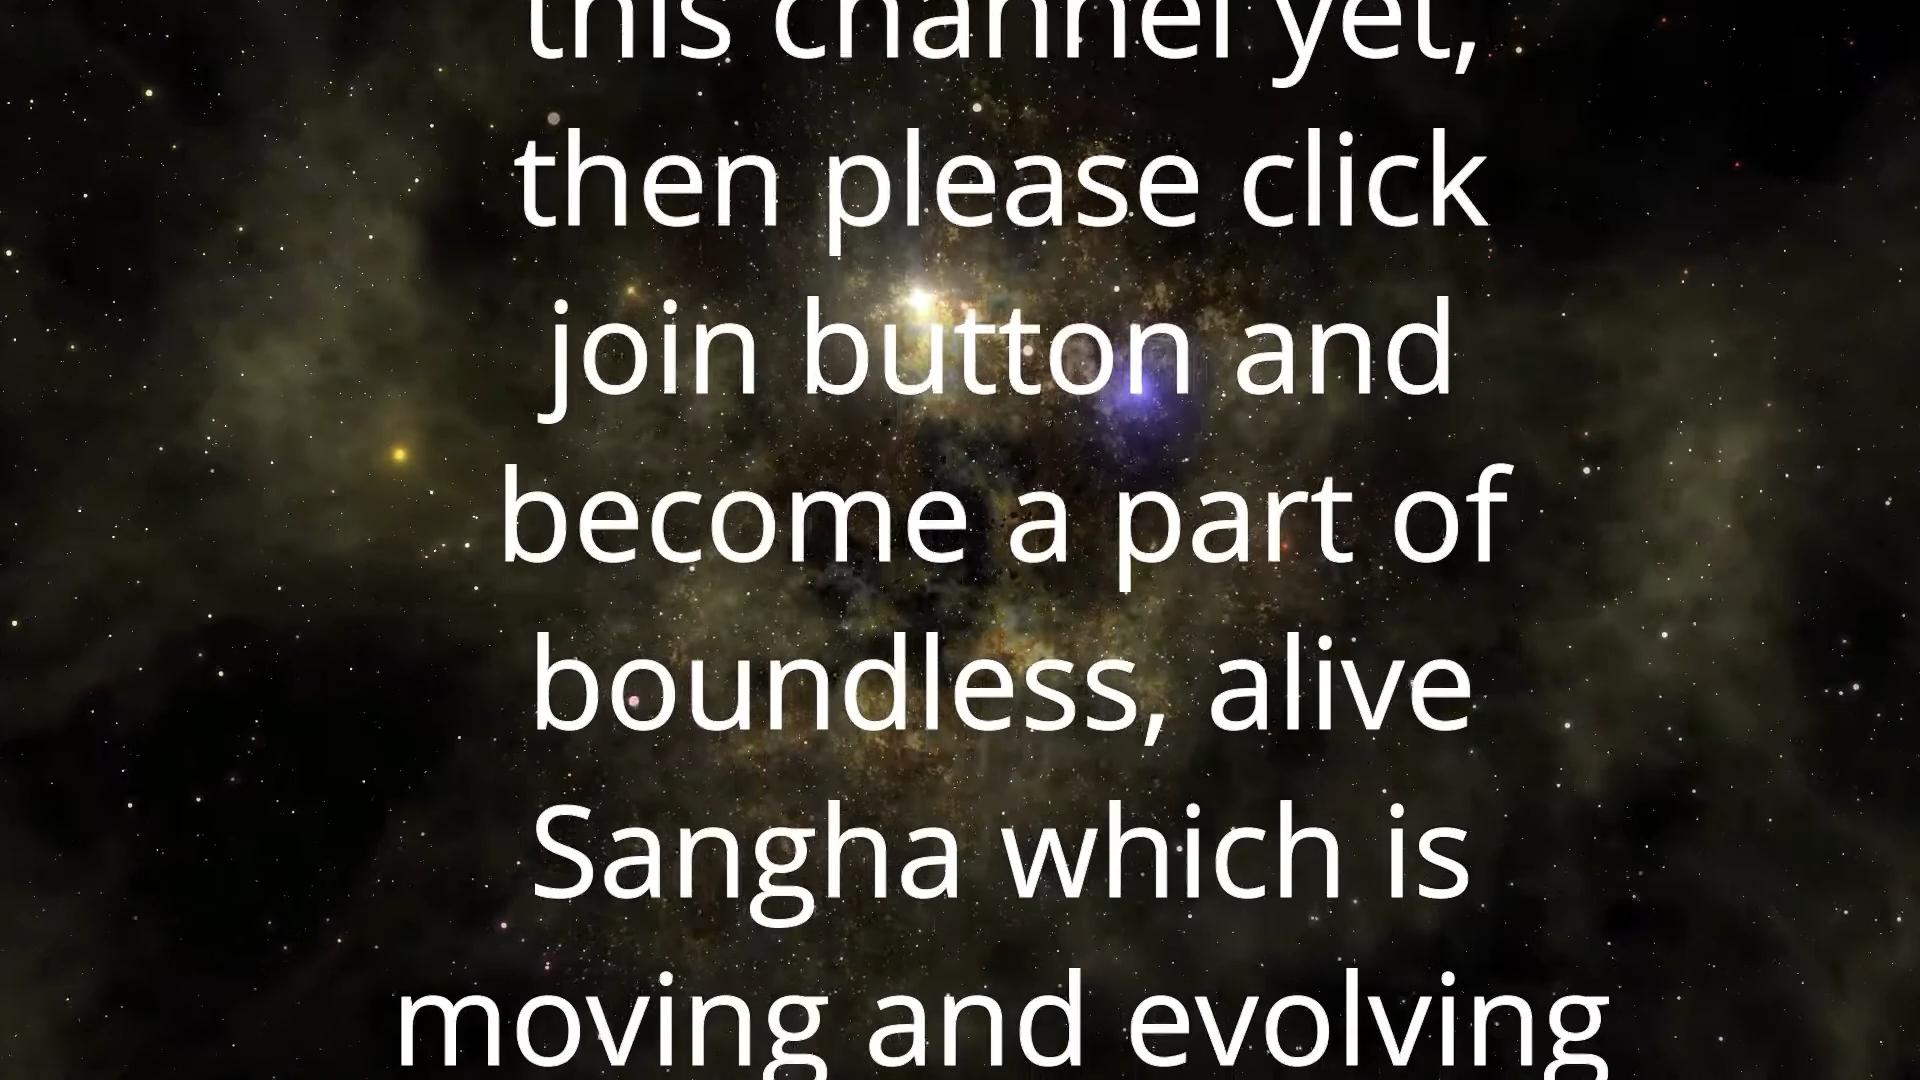 this channel yet,
then please click
join button and
become a part of
boundless, alive
Sangha which is
moving and evolving